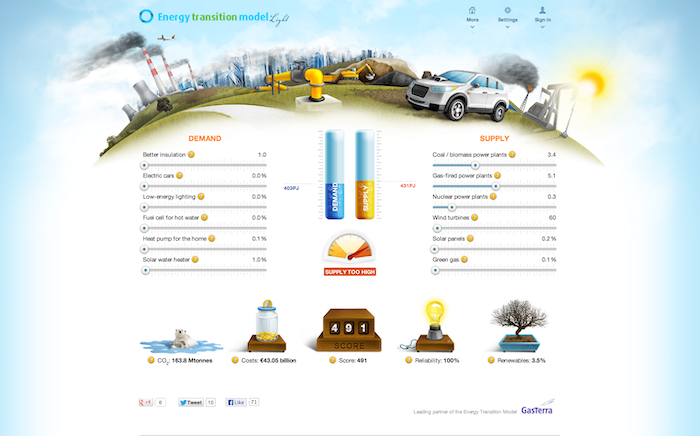 Energy transition model Light
More
Settings
Sign in
DEMAND
SUPPLY
Better insulation ? 1.0
Electric cars ? 0.0%
Low-energy lighting ? 0.0%
Fuel cell for hot water ? 0.0%
Heat pump for the home ? 0.1%
Solar water heater ? 1.0%
403PJ
DEMAND
SUPPLY
431PJ
SUPPLY TOO HIGH
Coal / biomass power plants ? 3.4
Gas-fired power plants ? 5.1
Nuclear power plants ? 0.3
Wind turbines ? 60
Solar panels ? 0.2%
Green gas ? 0.1%
491
SCORE
? CO2: 163.8 Mtonnes
? Costs: €43.05 billion
? Score: 491
? Reliability: 100%
? Renewables: 3.5%
+1 6
Tweet 10
Like 71
Leading partner of the Energy Transition Model GasTerra